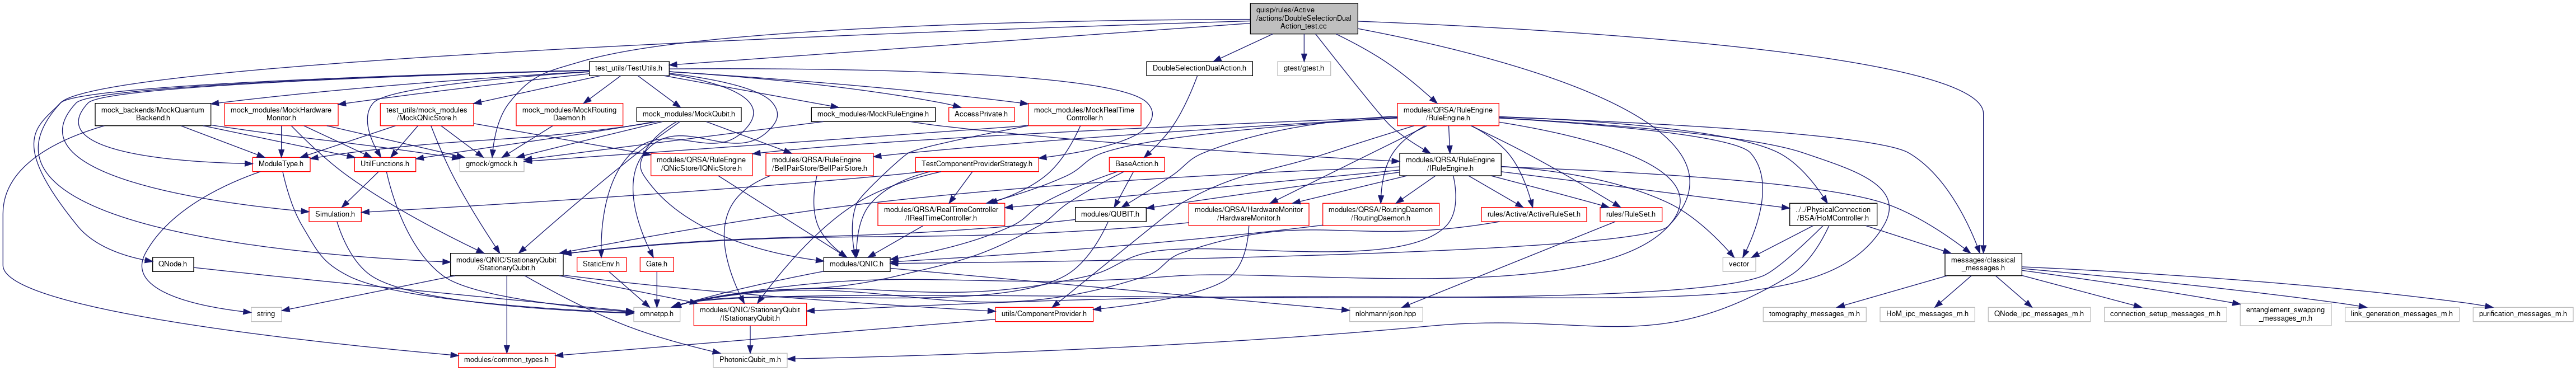 quisp/rules/Active
/actions/DoubleSelectionDual
Action_test.cc
test_utils/TestUtils.h
DoubleSelectionDualAction.h
gtest/gtest.h
mock_backends/MockQuantum
Backend.h
mock_modules/MockHardware
Monitor.h
test_utils/mock_modules
/MockQNicStore.h
mock_modules/MockRouting
Daemon.h
mock_modules/MockQubit.h
mock_modules/MockRuleEngine.h
AccessPrivate.h
mock_modules/MockRealTime
Controller.h
modules/QRSA/RuleEngine
/RuleEngine.h
ModuleType.h
UtilFunctions.h
gmock/gmock.h
modules/QRSA/RuleEngine
/QNicStore/IQNicStore.h
modules/QRSA/RuleEngine
/BellPairStore/BellPairStore.h
TestComponentProviderStrategy.h
BaseAction.h
modules/QRSA/RuleEngine
/IRuleEngine.h
Simulation.h
modules/QRSA/RealTimeController
/IRealTimeController.h
modules/QUBIT.h
modules/QRSA/HardwareMonitor
/HardwareMonitor.h
modules/QRSA/RoutingDaemon
/RoutingDaemon.h
rules/Active/ActiveRuleSet.h
rules/RuleSet.h
../../PhysicalConnection
/BSA/HoMController.h
QNode.h
modules/QNIC/StationaryQubit
/StationaryQubit.h
StaticEnv.h
Gate.h
modules/QNIC.h
vector
messages/classical
_messages.h
string
omnetpp.h
modules/QNIC/StationaryQubit
/IStationaryQubit.h
utils/ComponentProvider.h
nlohmann/json.hpp
tomography_messages_m.h
HoM_ipc_messages_m.h
QNode_ipc_messages_m.h
connection_setup_messages_m.h
entanglement_swapping
_messages_m.h
link_generation_messages_m.h
purification_messages_m.h
modules/common_types.h
PhotonicQubit_m.h